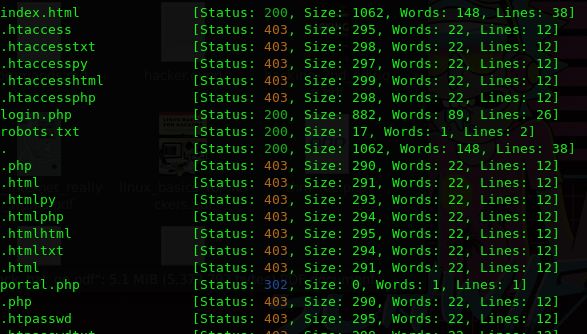 index.html [Status: 200, Size: 1062, Words: 148, Lines: 38]
.htaccess [Status: 403, Size: 295, Words: 22, Lines: 12]
.htaccesstxt [Status: 403, Size: 298, Words: 22, Lines: 12]
.htaccesspy [Status: 403, Size: 297, Words: 22, Lines: 12]
.htaccesshtml [Status: 403, Size: 299, Words: 22, Lines: 12]
.htaccessphp [Status: 403, Size: 298, Words: 22, Lines: 12]
login.php [Status: 200, Size: 882, Words: 89, Lines: 26]
robots.txt [Status: 200, Size: 17, Words: 1, Lines: 2]
. [Status: 200, Size: 1062, Words: 148, Lines: 38]
.php [Status: 403, Size: 290, Words: 22, Lines: 12]
.html [Status: 403, Size: 291, Words: 22, Lines: 12]
.htmlpy [Status: 403, Size: 293, Words: 22, Lines: 12]
.htmlphp [Status: 403, Size: 294, Words: 22, Lines: 12]
.htmlhtml [Status: 403, Size: 295, Words: 22, Lines: 12]
.htmltxt [Status: 403, Size: 294, Words: 22, Lines: 12]
.html [Status: 403, Size: 291, Words: 22, Lines: 12]
portal.php [Status: 302, Size: 0, Words: 1, Lines: 1]
.php [Status: 403, Size: 290, Words: 22, Lines: 12]
.htpasswd [Status: 403, Size: 295, Words: 22, Lines: 12]